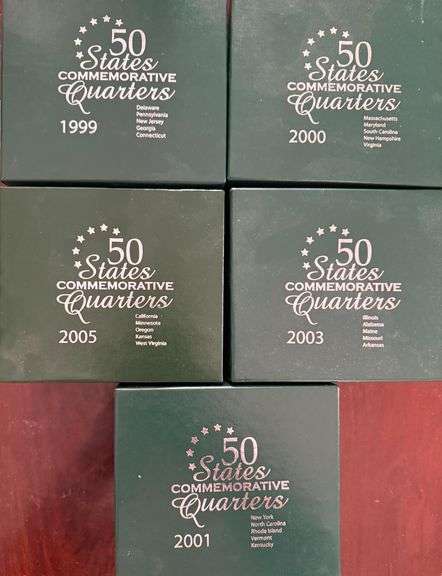 50
States
COMMEMORATIVE
Quarters
1999
Delaware
Pennsylvania
New Jersey
Georgia
Connecticut
50
States
COMMEMORATIVE
Quarters
2000
Massachusetts
Maryland
South Carolina
New Hampshire
Virginia
50
States
COMMEMORATIVE
Quarters
2005
California
Minnesota
Oregon
Kansas
West Virginia
50
States
COMMEMORATIVE
Quarters
2003
Illinois
Alabama
Maine
Missouri
Arkansas
50
States
COMMEMORATIVE
Quarters
2001
New York
North Carolina
Rhode Island
Vermont
Kentucky